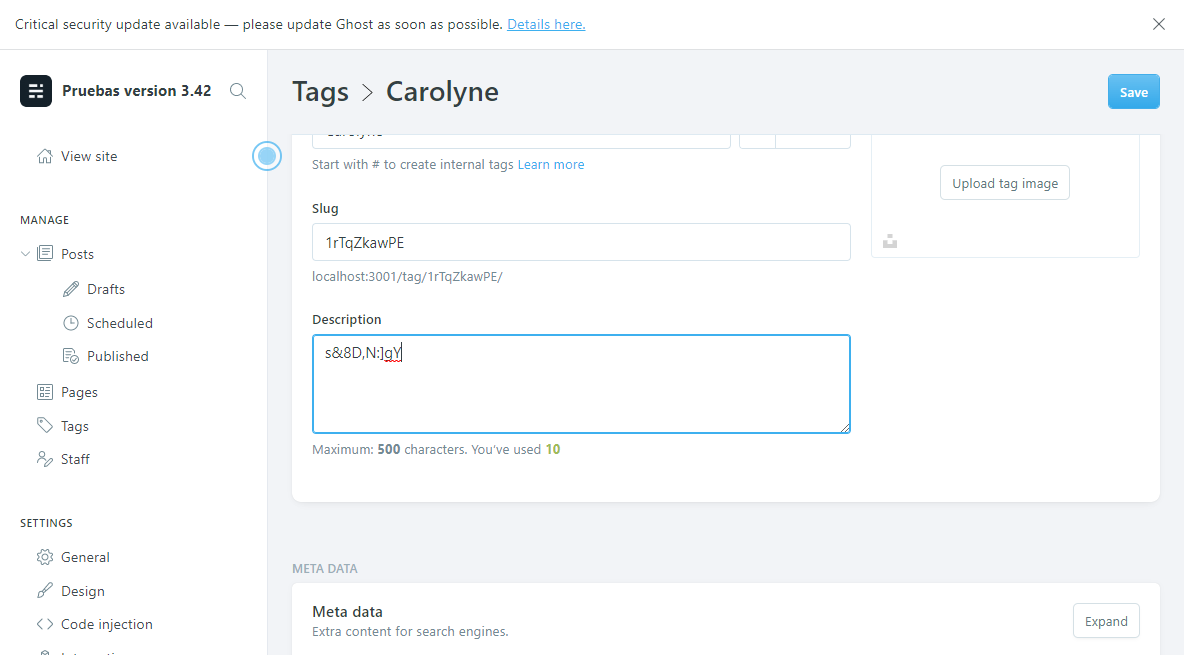 Critical security update available — please update Ghost as soon as possible. Details here.
Pruebas version 3.42
View site
MANAGE
Posts
Drafts
Scheduled
Published
Pages
Tags
Staff
SETTINGS
General
Design
Code injection
Tags > Carolyne
Save
Start with # to create internal tags Learn more
Upload tag image
Slug
1rTqZkawPE
localhost:3001/tag/1rTqZkawPE/
Description
s&8D,N:]gY
Maximum: 500 characters. You've used 10
META DATA
Meta data
Extra content for search engines.
Expand